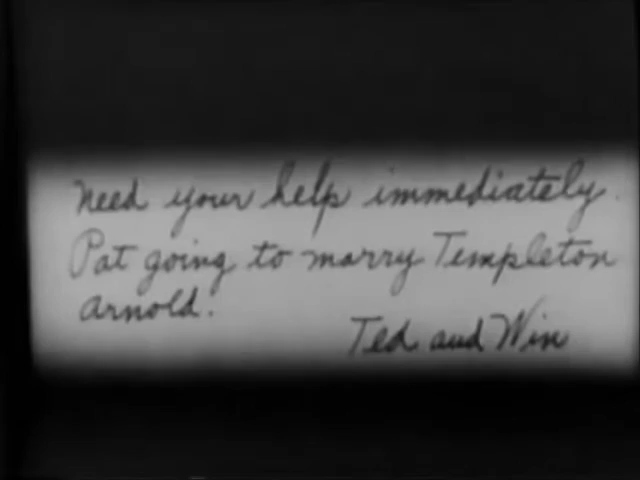 need your help immediately.
Pat going to marry Templeton
Arnold.
Ted and Win